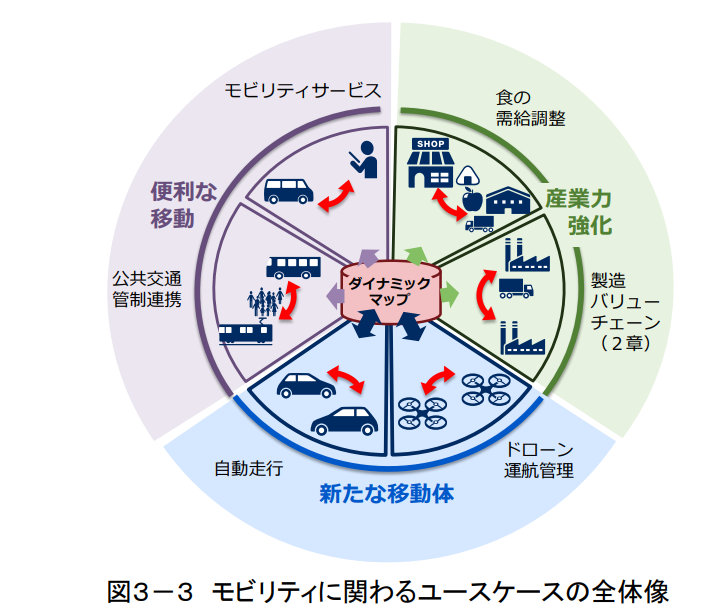 モビリティサービス
食の
需給調整
SHOP
便利な
移動
産業力
強化
公共交通
管制連携
ダイナミック
マップ
製造
バリュー
チェーン
(2章)
自動走行
ドローン
運航管理
新たな移動体
図3-3 モビリティに関わるユースケースの全体像